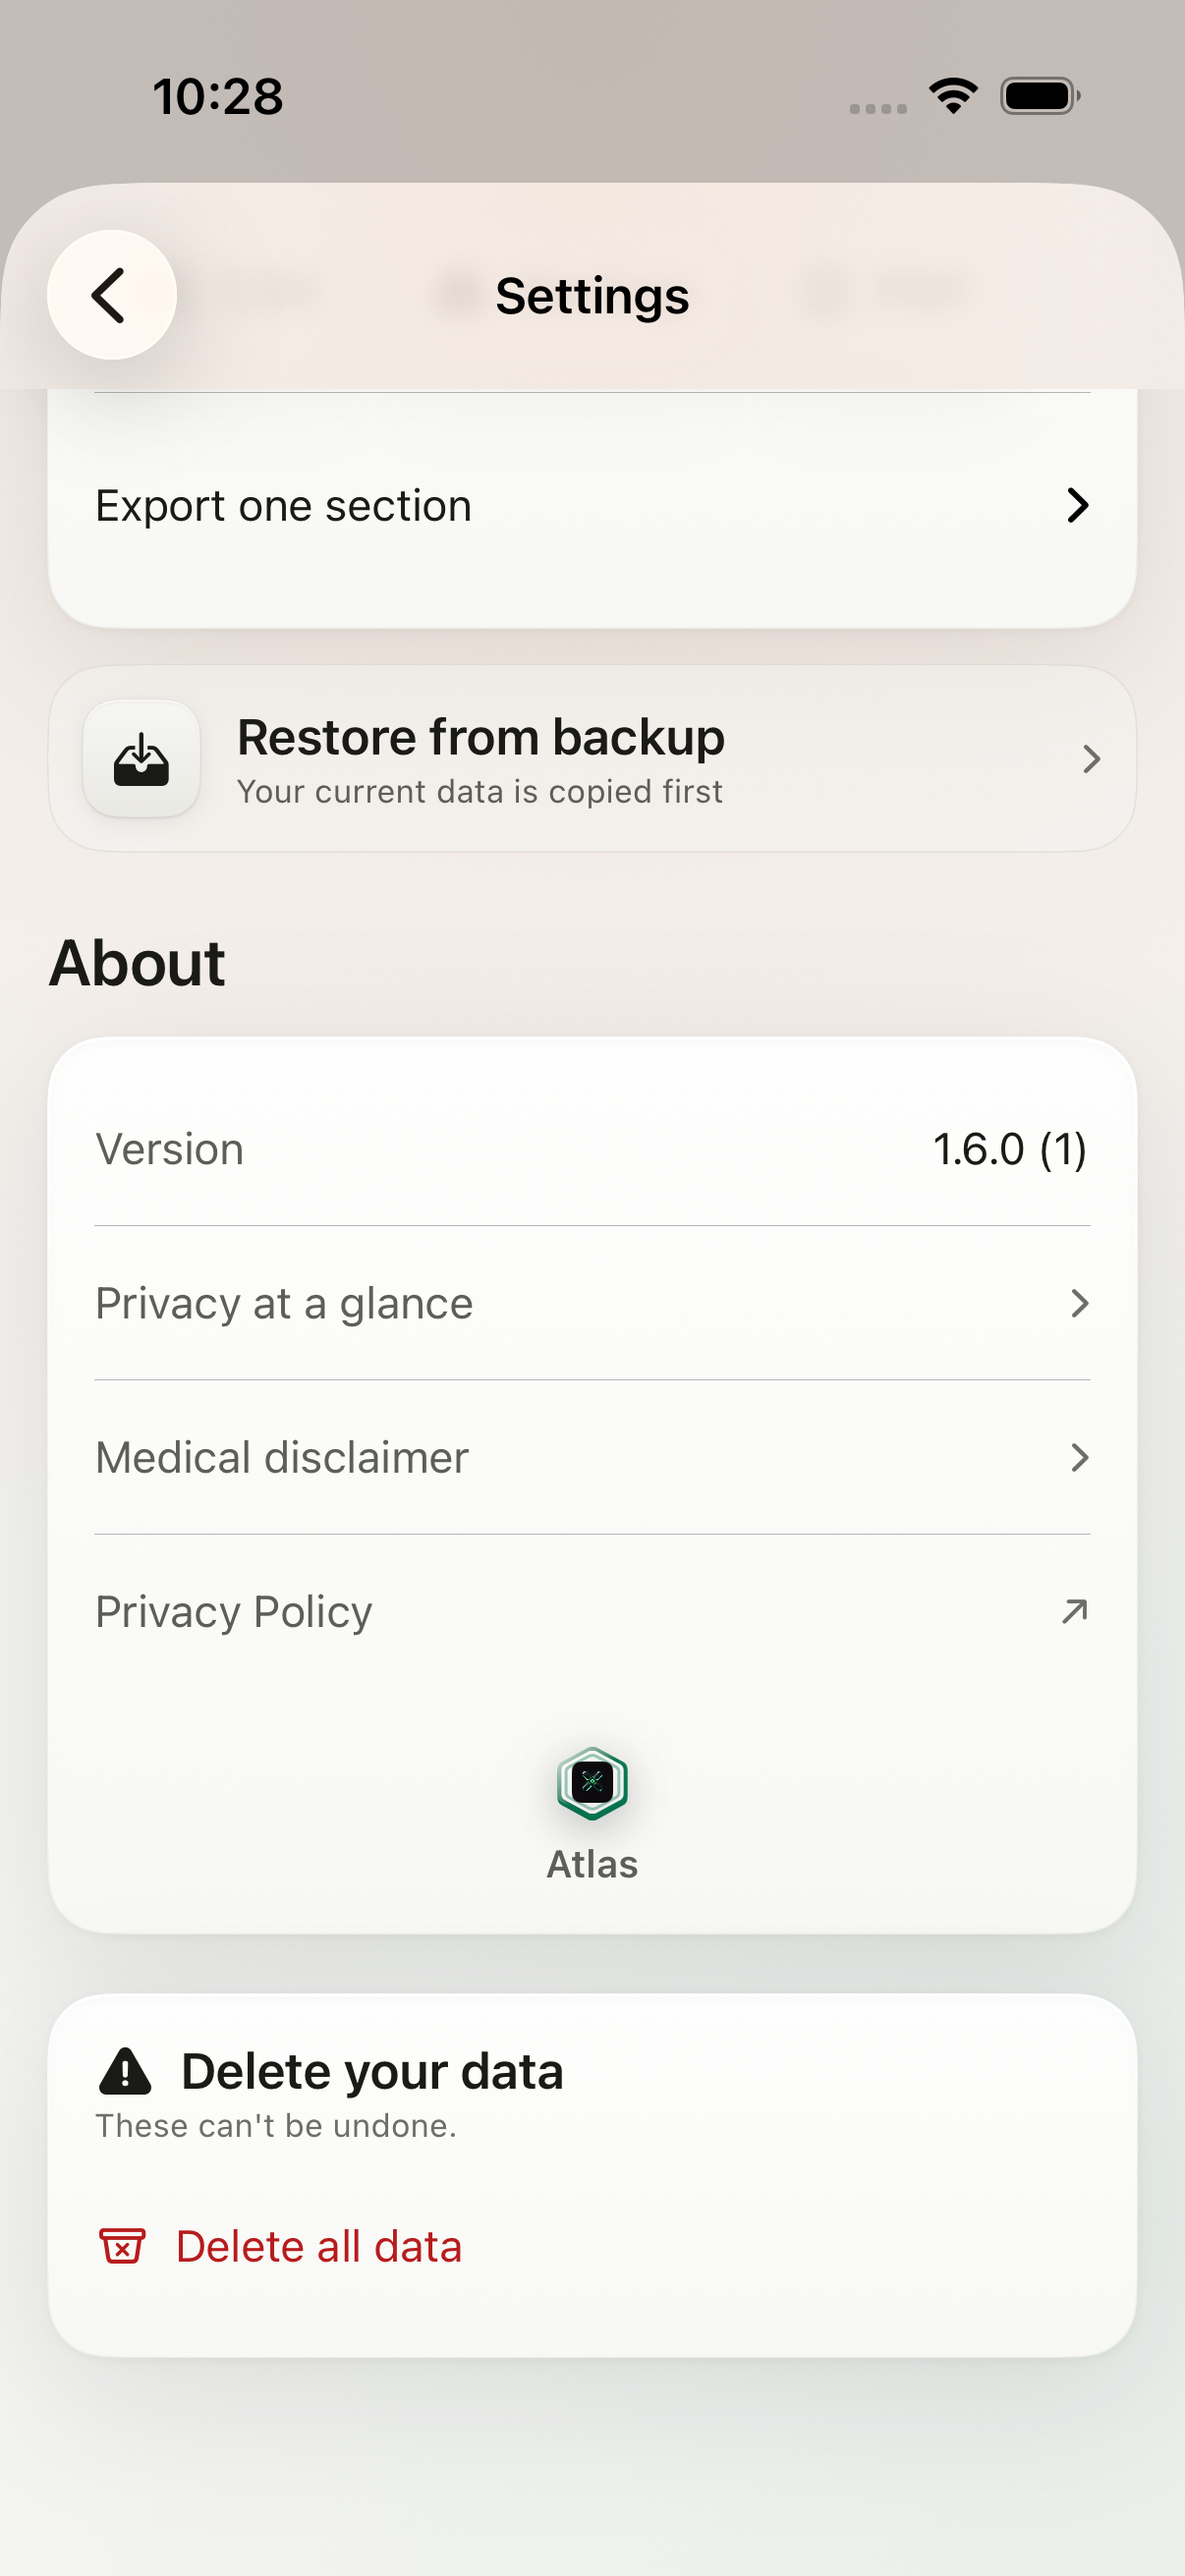 10:28
Settings
Export one section
Restore from backup
Your current data is copied first
About
Version
1.6.0 (1)
Privacy at a glance
Medical disclaimer
Privacy Policy
Atlas
Delete your data
These can't be undone.
Delete all data